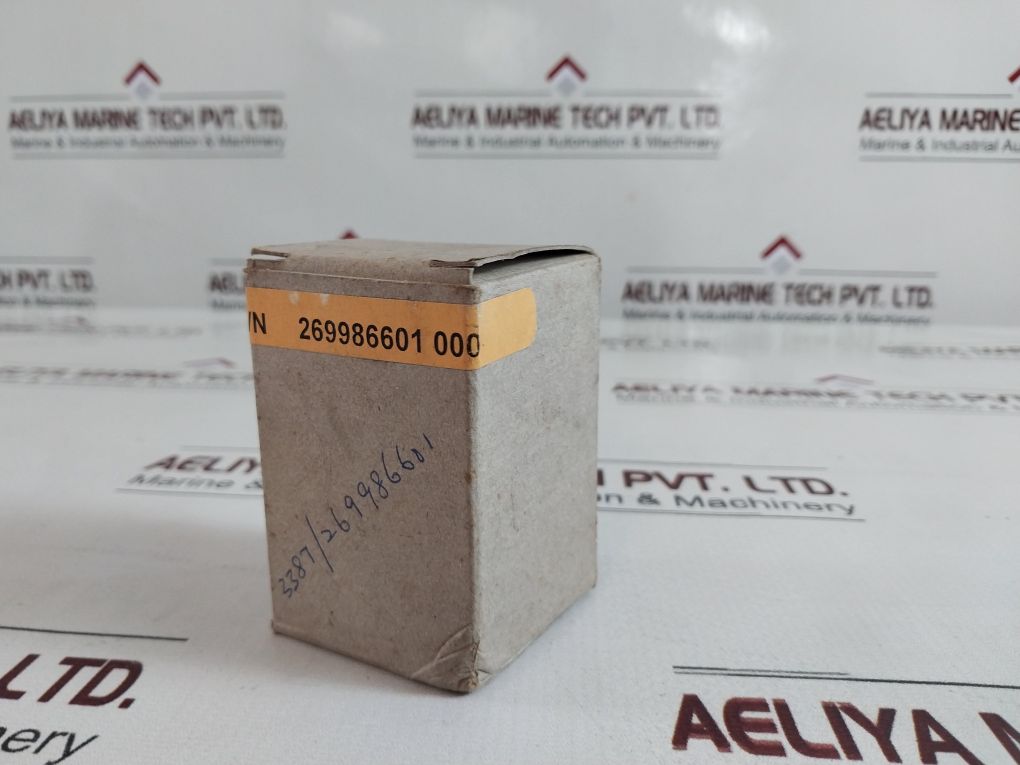 AELIYA MARINE TECH PVT. LTD.
Marine & Industrial Automation & Machinery
AELIYA MARINE TECH PVT. LTD.
Marine & Industrial Automation & Machinery
AELIYA MARINE
Marine & Industrial
AELIYA MARINE TECH PVT. LTD.
Marine & Industrial Automation & Machinery
/N 269986601 000
3387/269986601
AELIYA
Marine &
PVT. LTD.
& Machinery
LTD.
AELIYA